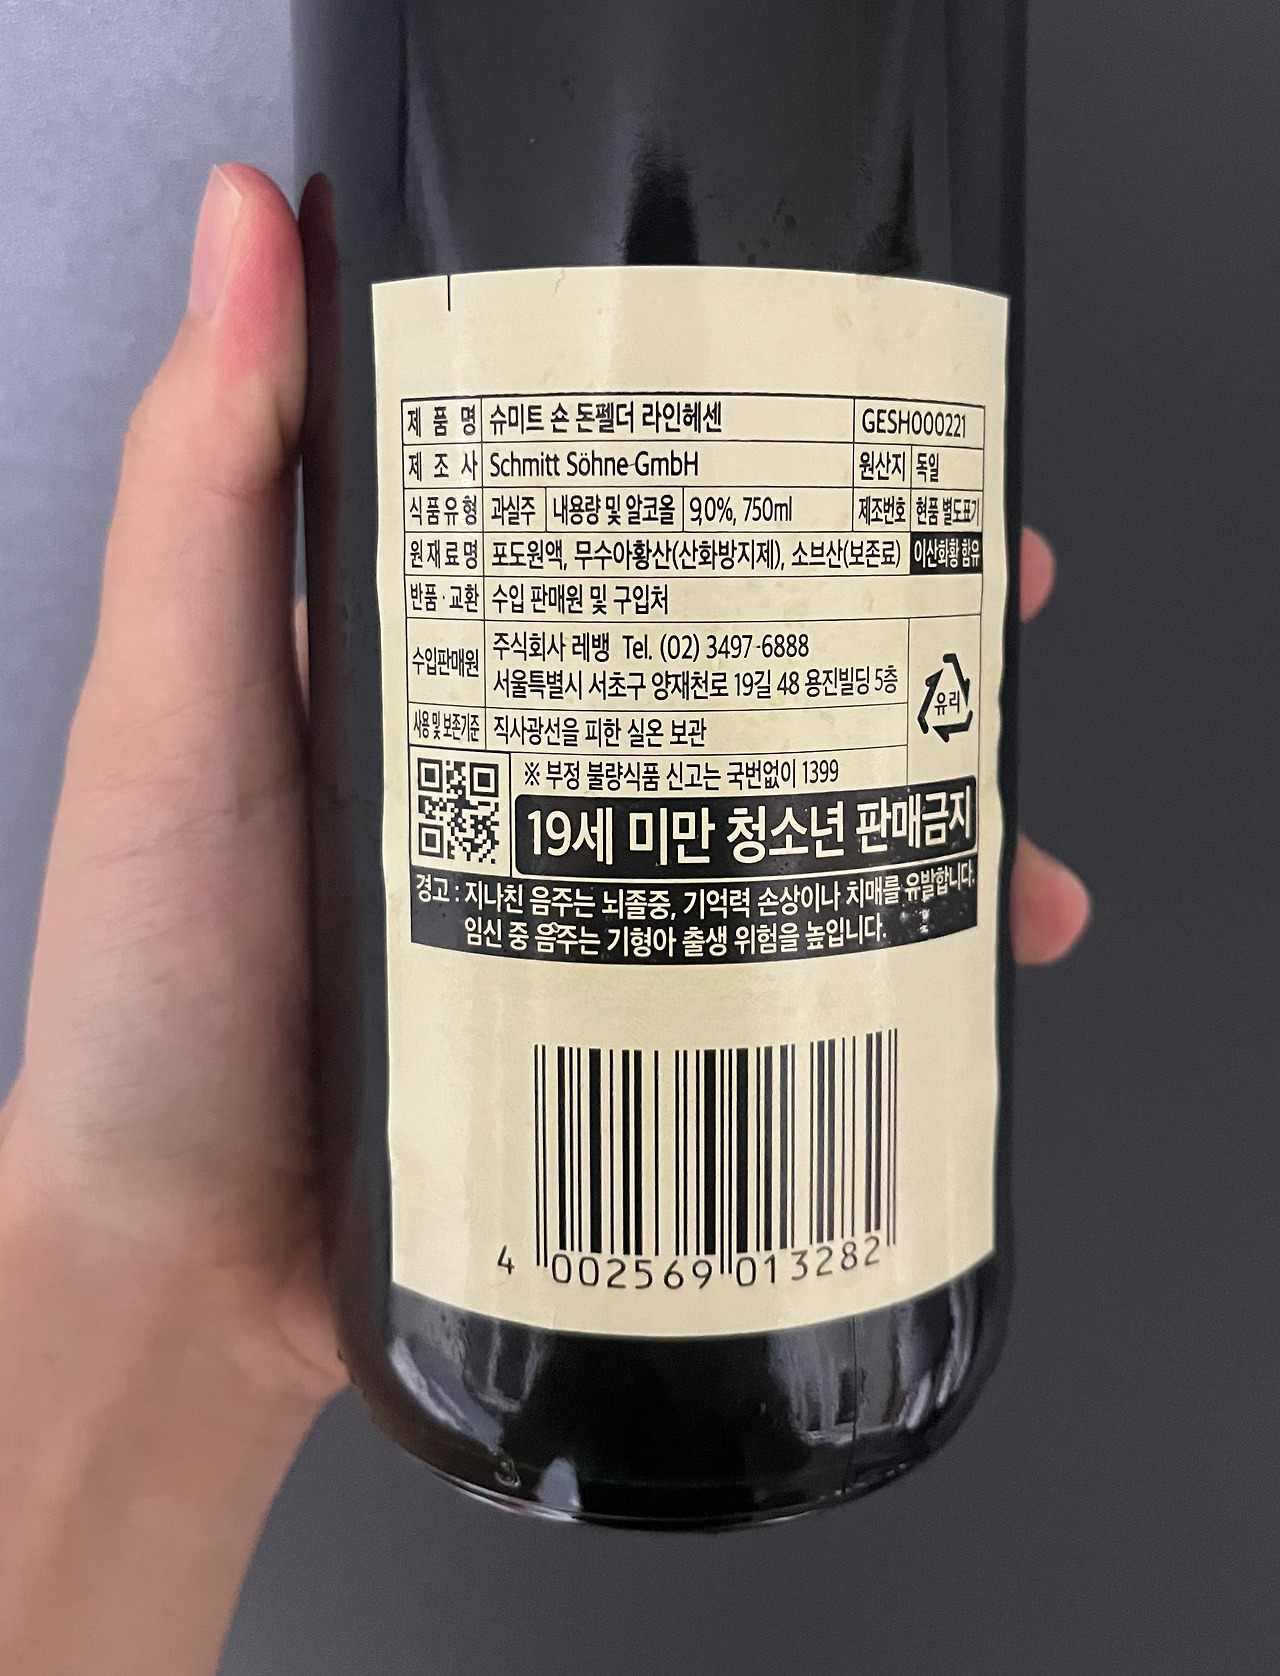 제품명 슈미트 숀 돈펠더 라인헤센 GESH000221
제조사 Schmitt Söhne GmbH 원산지 독일
식품유형 과실주 내용량 및 알코올 9,0%, 750ml 제조번호 현품 별도표기
원재료명 포도원액, 무수아황산(산화방지제), 소브산(보존료) 이산화황 함유
반품·교환 수입 판매원 및 구입처
수입판매원 주식회사 레뱅 Tel. (02) 3497-6888
서울특별시 서초구 양재천로 19길 48 용진빌딩 5층
유리
사용 및 보존기준 직사광선을 피한 실온 보관
※ 부정 불량식품 신고는 국번없이 1399
19세 미만 청소년 판매금지
경고 : 지나친 음주는 뇌졸중, 기억력 손상이나 치매를 유발합니다.
임신 중 음주는 기형아 출생 위험을 높입니다.
4 002569 013282